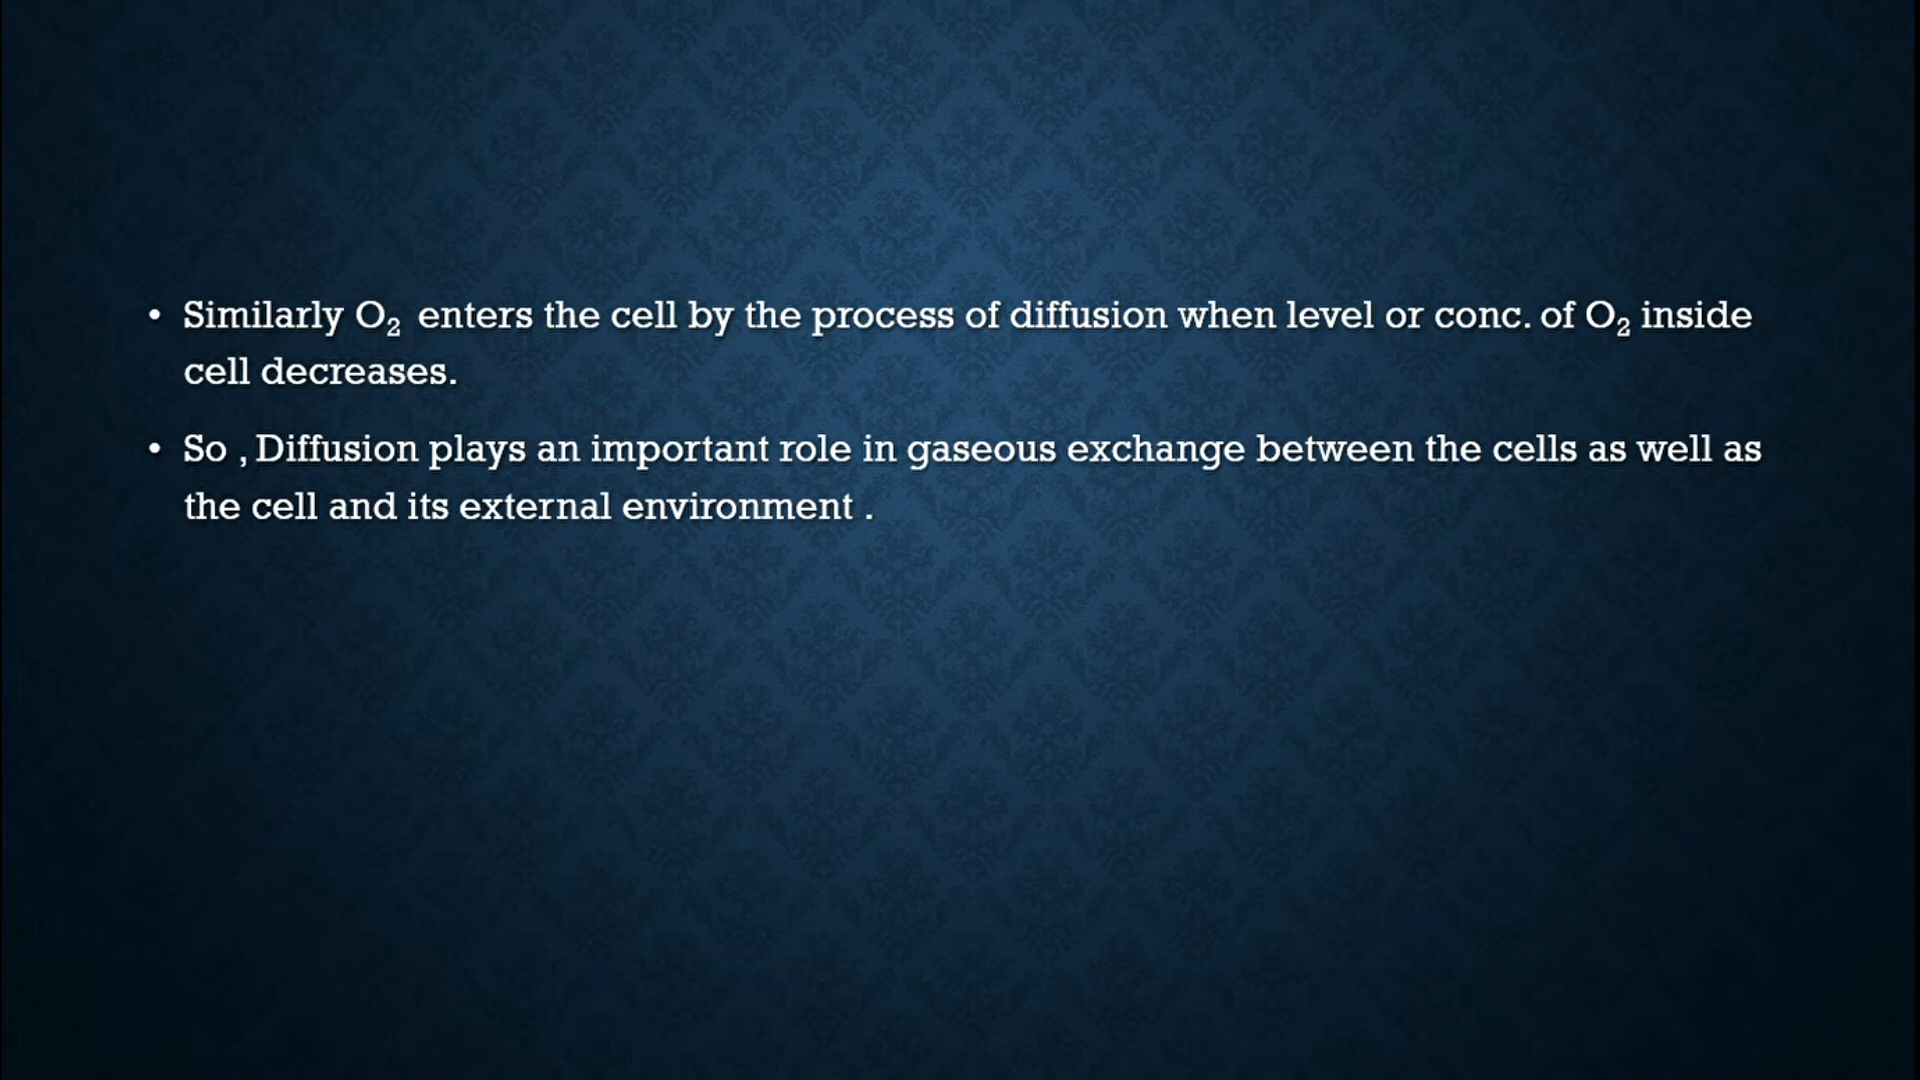 • Similarly O₂ enters the cell by the process of diffusion when level or conc. of O₂ inside
cell decreases.
• So , Diffusion plays an important role in gaseous exchange between the cells as well as
the cell and its external environment .